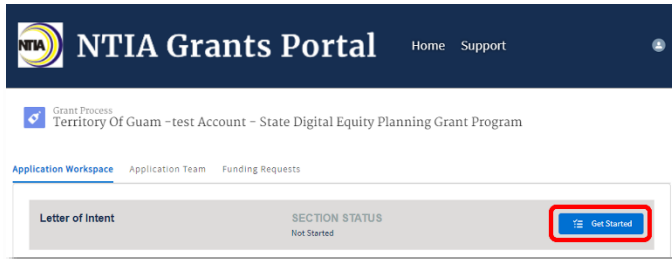 NTIA NTIA Grants Portal Home Support
Grant Process
Territory Of Guam -test Account - State Digital Equity Planning Grant Program
Application Workspace Application Team Funding Requests
Letter of Intent SECTION STATUS Get Started
Not Started